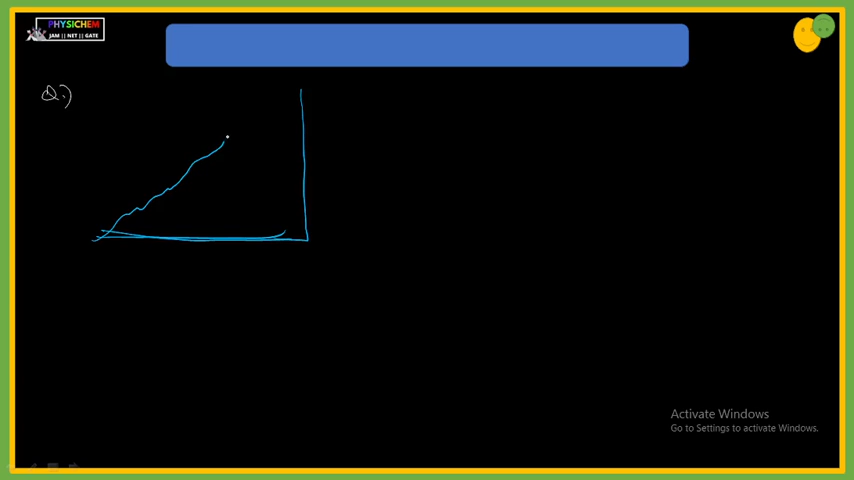 PHYSICHEM
JAM || NET || GATE
Q.)
Activate Windows
Go to Settings to activate Windows.